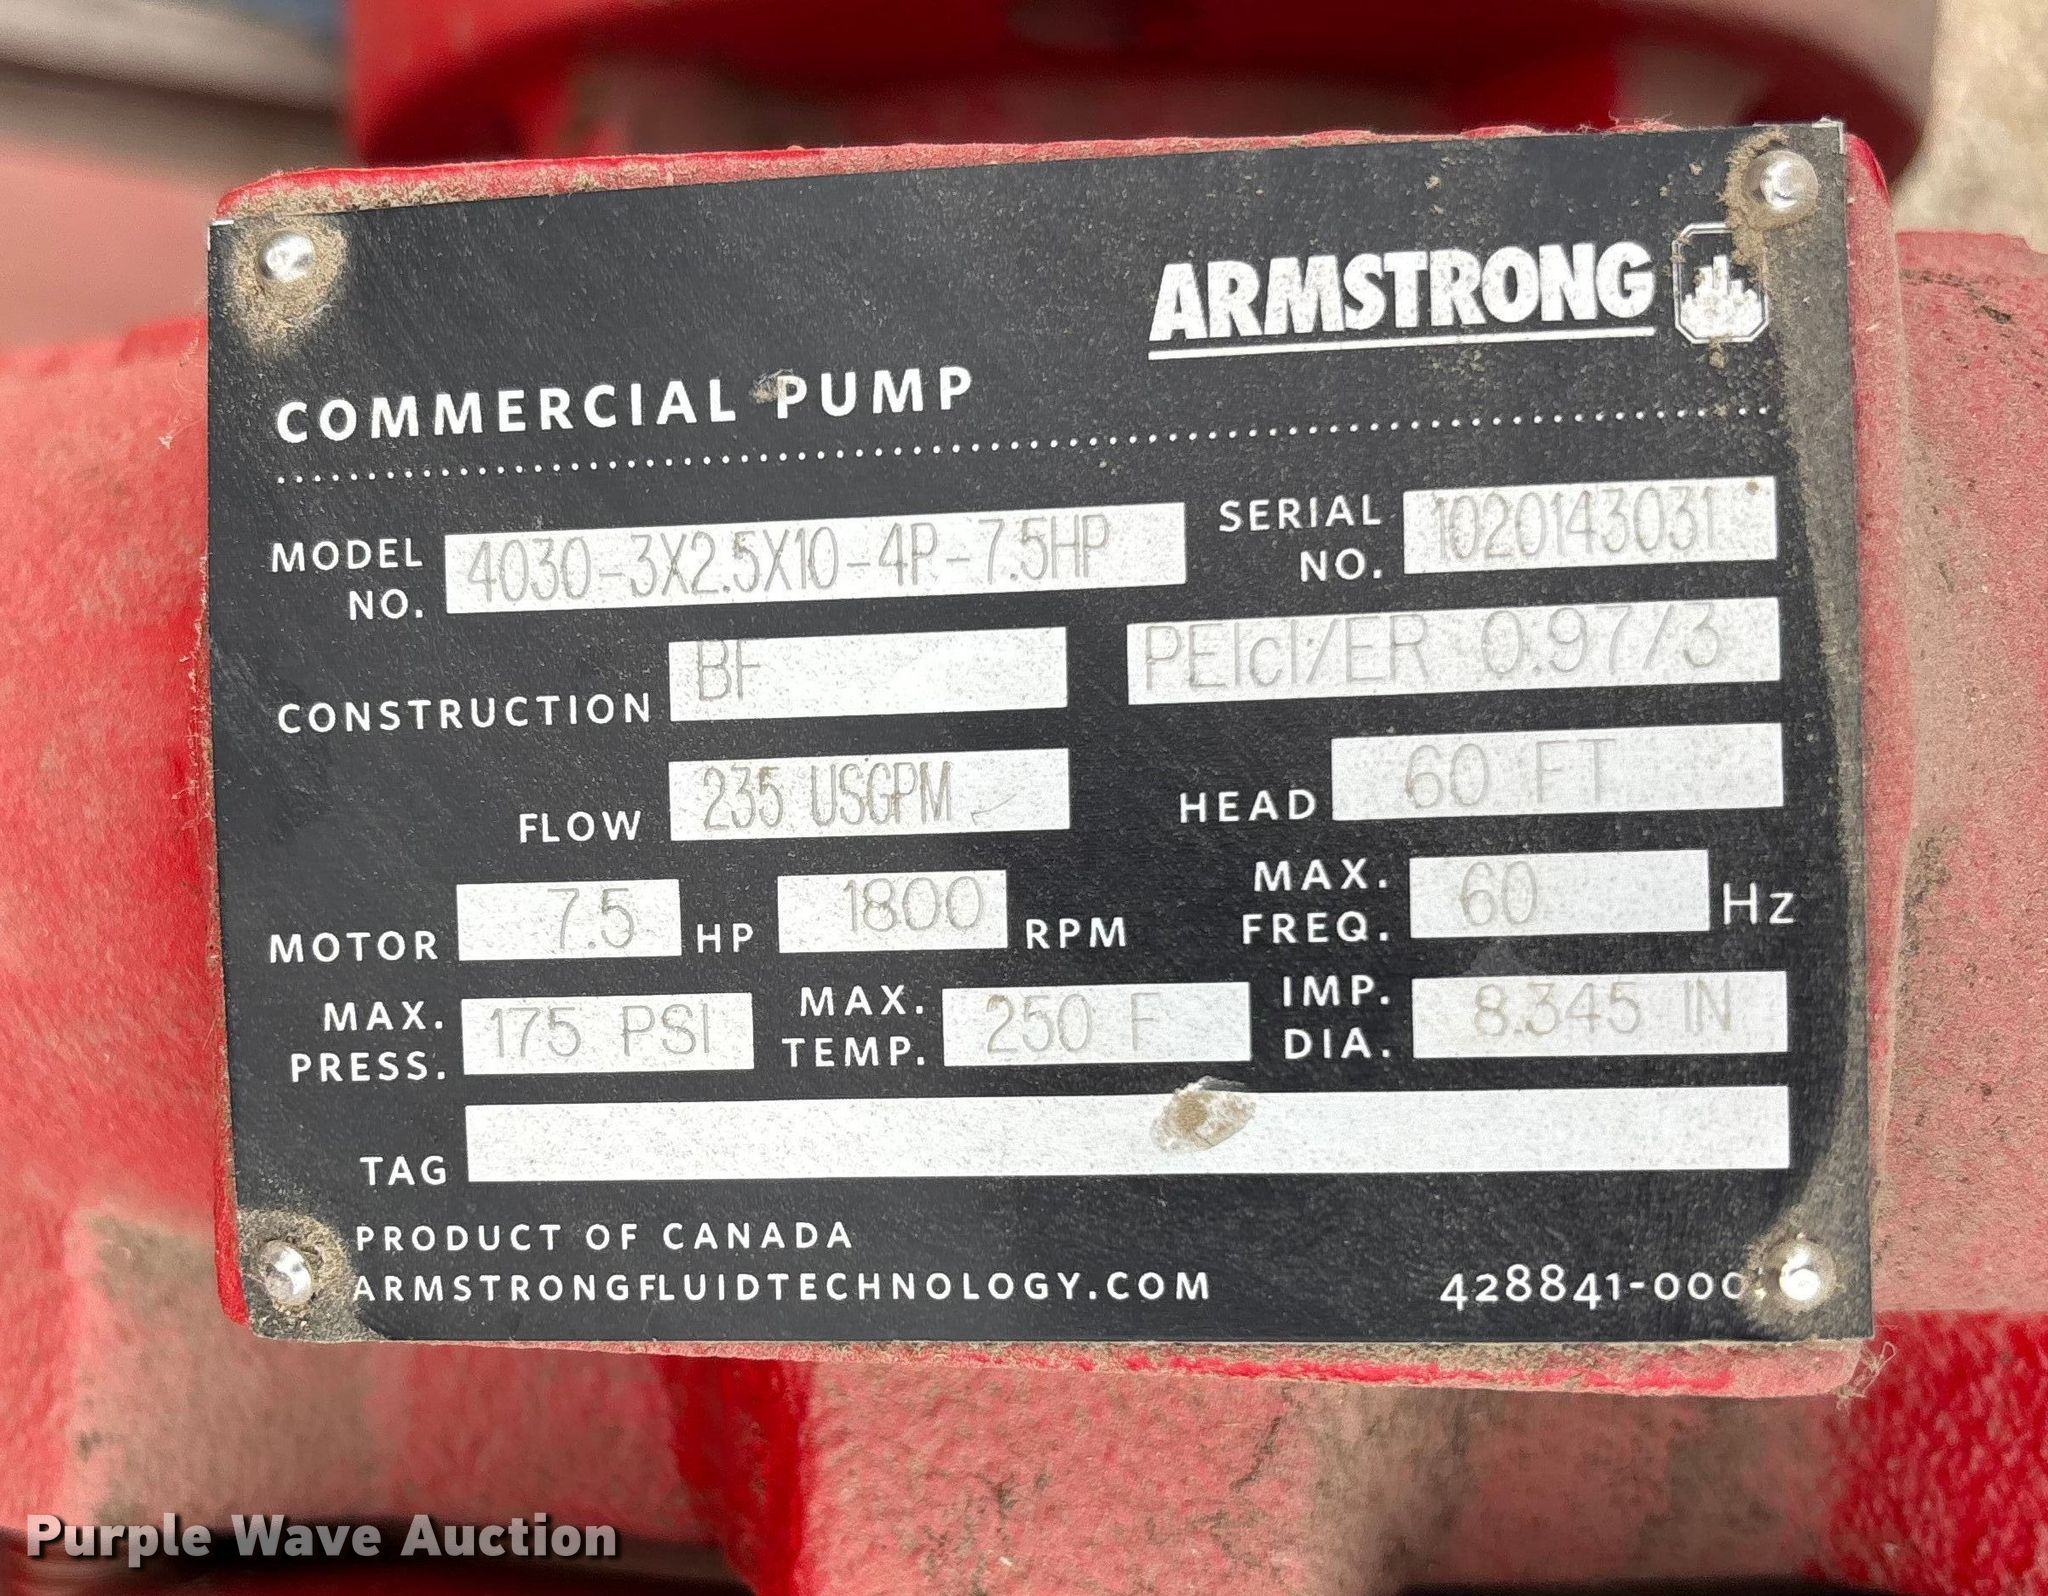 ARMSTRONG
COMMERCIAL PUMP
MODEL NO. 4030-3X2.5X10-4P-7.5HP
SERIAL NO. 1020143031
CONSTRUCTION BF
PEIcl/ER 0.97/3
FLOW 235 USGPM
HEAD 60 FT
MOTOR 7.5 HP 1800 RPM
MAX. FREQ. 60 Hz
MAX. PRESS. 175 PSI
MAX. TEMP. 250 F
IMP. DIA. 8.345 IN
TAG
PRODUCT OF CANADA
ARMSTRONGFLUIDTECHNOLOGY.COM
Purple Wave Auction